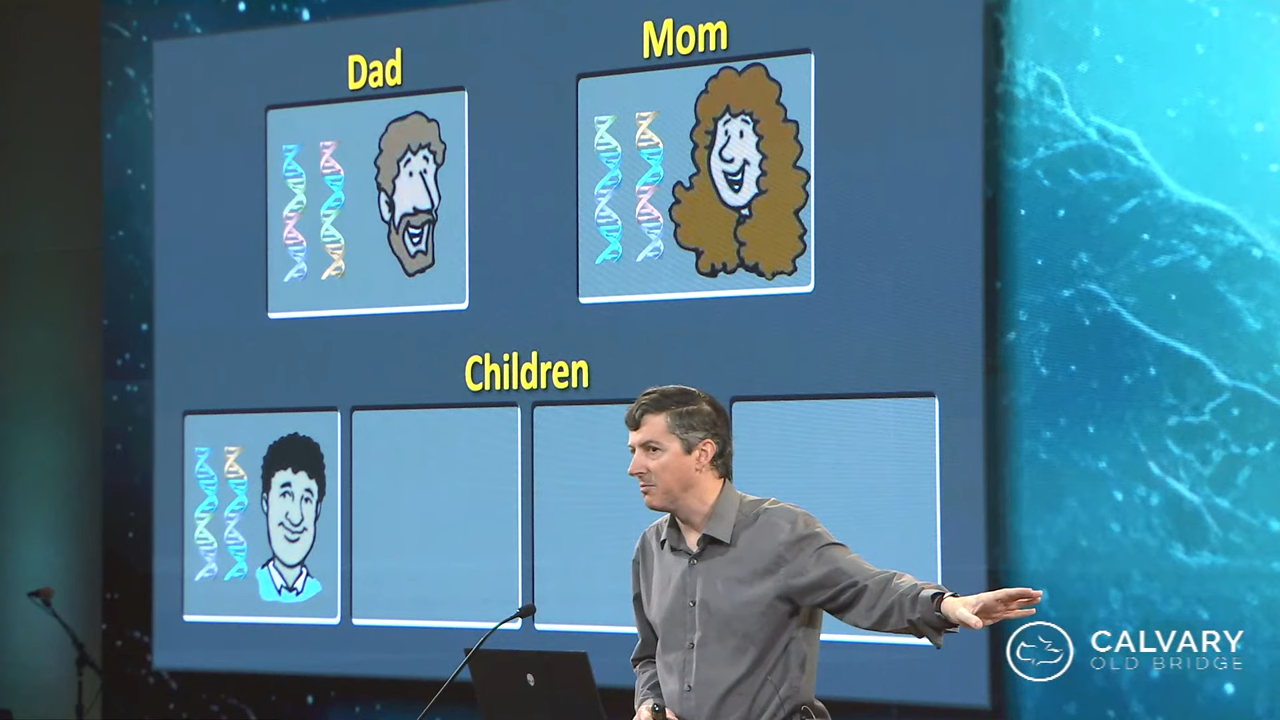 Dad
Mom
Children
CALVARY
OLD BRIDGE